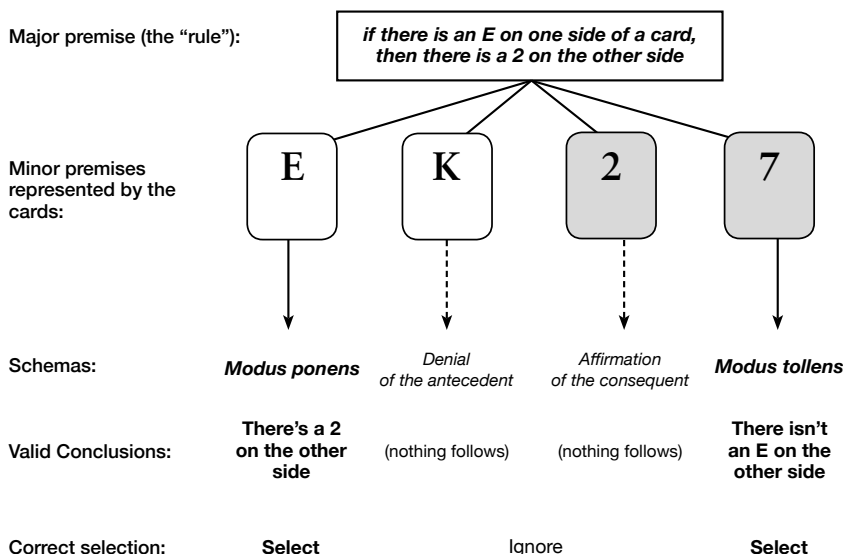 Major premise (the “rule”):
if there is an E on one side of a card,
then there is a 2 on the other side
Minor premises
represented by the
cards:
E
K
2
7
Schemas:
Modus ponens
Denial
of the antecedent
Affirmation
of the consequent
Modus tollens
Valid Conclusions:
There’s a 2
on the other
side
(nothing follows)
(nothing follows)
There isn’t
an E on the
other side
Correct selection:
Select
Ignore
Select